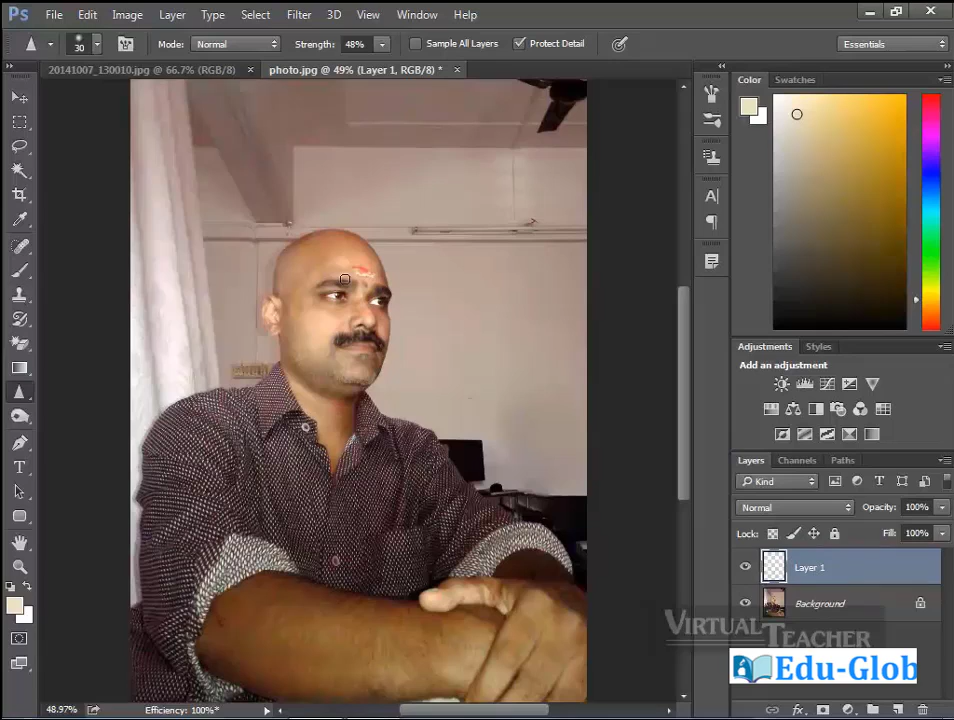 Ps File Edit Image Layer Type Select Filter 3D View Window Help
30 Mode: Normal Strength: 48% Sample All Layers Protect Detail Essentials
20141007_130010.jpg @ 66.7% (RGB/8) × photo.jpg @ 49% (Layer 1, RGB/8) * ×
Color Swatches
Adjustments Styles
Add an adjustment
Layers Channels Paths
Kind
Normal Opacity: 100%
Lock: Fill: 100%
Layer 1
Background
VIRTUAL TEACHER
Edu-Glob
48.97% Efficiency: 100%*